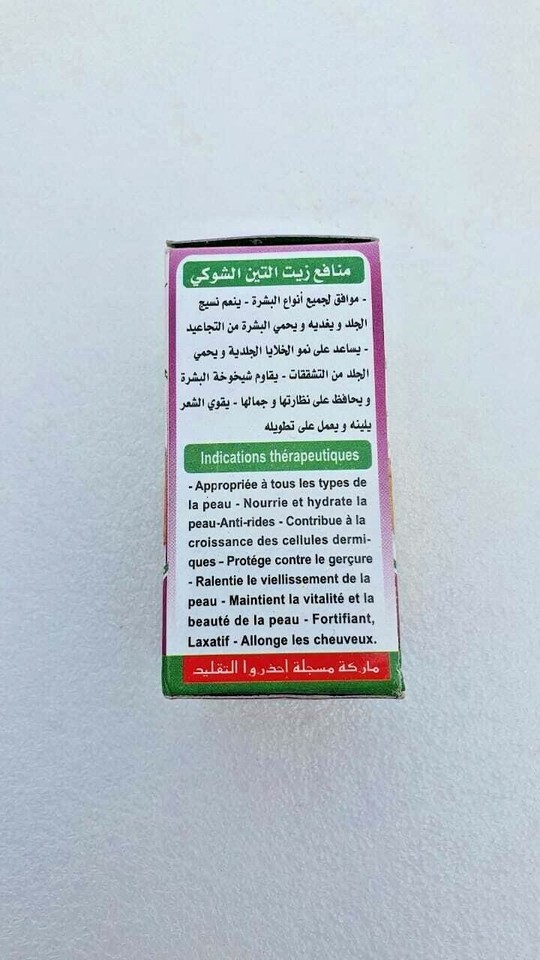 منافع زيت التين الشوكي
- موافق لجميع أنواع البشرة - ينعم نسيج
الجلد و يغديه و يحمي البشرة من التجاعيد
- يساعد على نمو الخلايا الجلدية و يحمي
الجلد من التشققات - يقاوم شيخوخة البشرة
و يحافظ على نظارتها و جمالها - يقوي الشعر
يلينه و يعمل على تطويله
Indications thérapeutiques
- Appropriée à tous les types de
la peau - Nourrie et hydrate la
peau-Anti-rides - Contribue à la
croissance des cellules dermi-
ques - Protége contre le gerçure
- Ralentie le viellissement de la
peau - Maintient la vitalité et la
beauté de la peau - Fortifiant,
Laxatif - Allonge les cheuveux.
ماركة مسجلة إحذروا التقليد